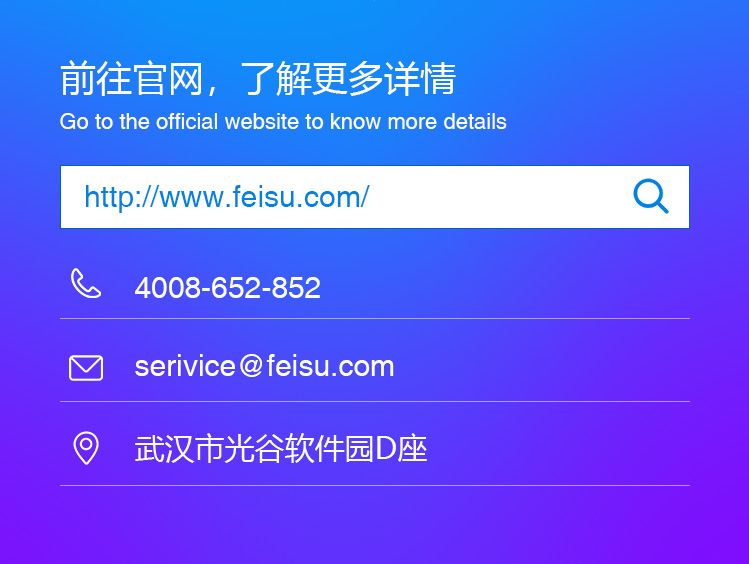 前往官网，了解更多详情
Go to the official website to know more details
http://www.feisu.com/
4008-652-852
serivice@feisu.com
武汉市光谷软件园D座